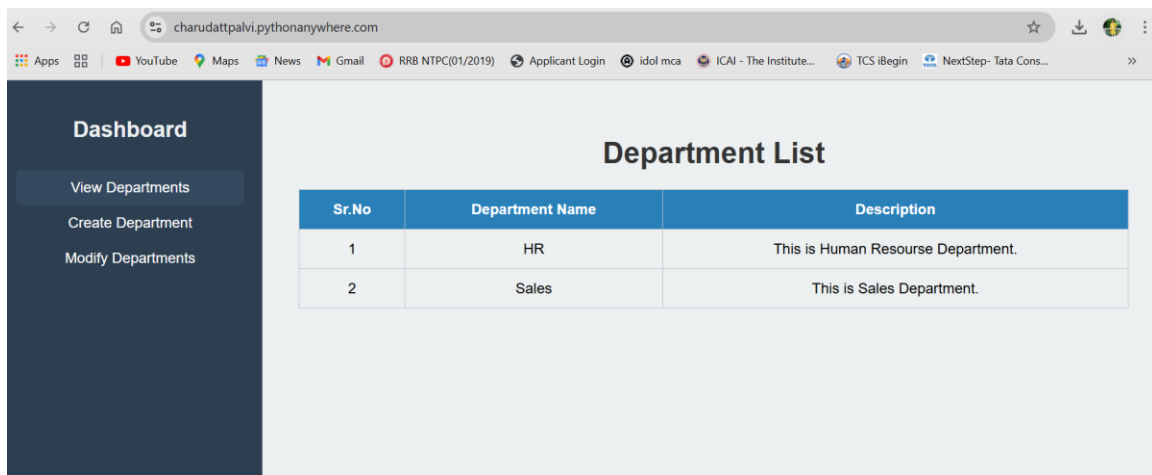 charudattpalvi.pythonanywhere.com
Apps YouTube Maps News Gmail RRB NTPC(01/2019) Applicant Login idol mca ICAI - The Institute... TCS iBegin NextStep- Tata Cons... »
Dashboard
View Departments
Create Department
Modify Departments
Department List
Sr.No Department Name Description
1 HR This is Human Resourse Department.
2 Sales This is Sales Department.